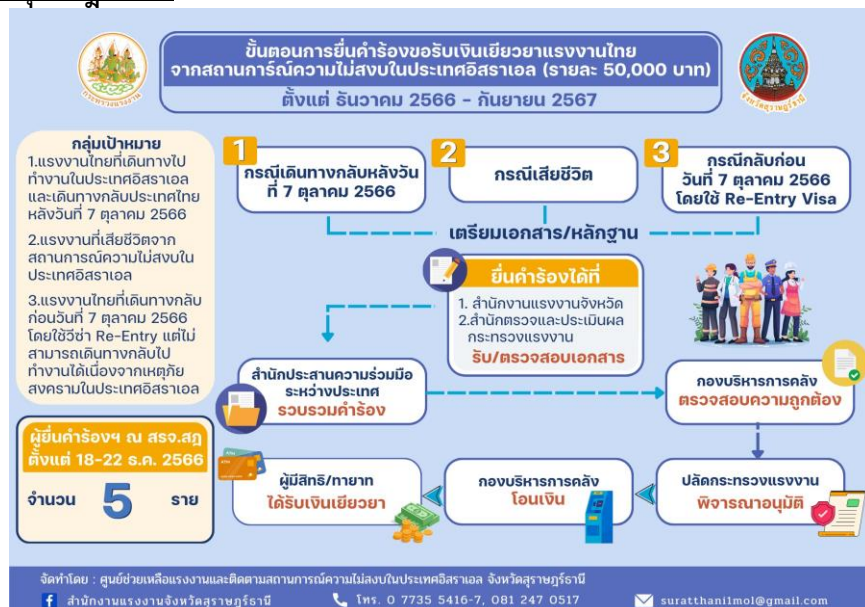 ขั้นตอนการยื่นคำร้องขอรับเงินเยียวยาแรงงานไทย
จากสถานการ์ณความไม่สงบในประเทศอิสราเอล (รายละ 50,000 บาท)
ตั้งแต่ ธันวาคม 2566 - กันยายน 2567
กระทรวงแรงงาน
จังหวัดสุราษฎร์ธานี
กลุ่มเป้าหมาย
1.แรงงานไทยที่เดินทางไป
ทำงานในประเทศอิสราเอล
และเดินทางกลับประเทศไทย
หลังวันที่ 7 ตุลาคม 2566
2.แรงงานที่เสียชีวิตจาก
สถานการ์ณความไม่สงบใน
ประเทศอิสราเอล
3.แรงงานไทยที่เดินทางกลับ
ก่อนวันที่ 7 ตุลาคม 2566
โดยใช้วีซ่า Re-Entry แต่ไม่
สามารถเดินทางกลับไป
ทำงานได้เนื่องจากเหตุภัย
สงครามในประเทศอิสราเอล
ผู้ยื่นคำร้องฯ ณ สรจ.สฎ
ตั้งแต่ 18-22 ธ.ค. 2566
จำนวน 5 ราย
1
กรณีเดินทางกลับหลังวัน
ที่ 7 ตุลาคม 2566
2
กรณีเสียชีวิต
3
กรณีกลับก่อน
วันที่ 7 ตุลาคม 2566
โดยใช้ Re-Entry Visa
เตรียมเอกสาร/หลักฐาน
ยื่นคำร้องได้ที่
1. สำนักงานแรงงานจังหวัด
2.สำนักตรวจและประเมินผล
กระทรวงแรงงาน
รับ/ตรวจสอบเอกสาร
สำนักประสานความร่วมมือ
ระหว่างประเทศ
รวบรวมคำร้อง
กองบริหารการคลัง
ตรวจสอบความถูกต้อง
ปลัดกระทรวงแรงงาน
พิจารณาอนุมัติ
กองบริหารการคลัง
โอนเงิน
ผู้มีสิทธิ/ทายาท
ได้รับเงินเยียวยา
จัดทำโดย : ศูนย์ช่วยเหลือแรงงานและติดตามสถานการณ์ความไม่สงบในประเทศอิสราเอล จังหวัดสุราษฎร์ธานี
สำนักงานแรงงานจังหวัดสุราษฎร์ธานี โทร. 0 7735 5416-7, 081 247 0517 suratthani1mol@gmail.com